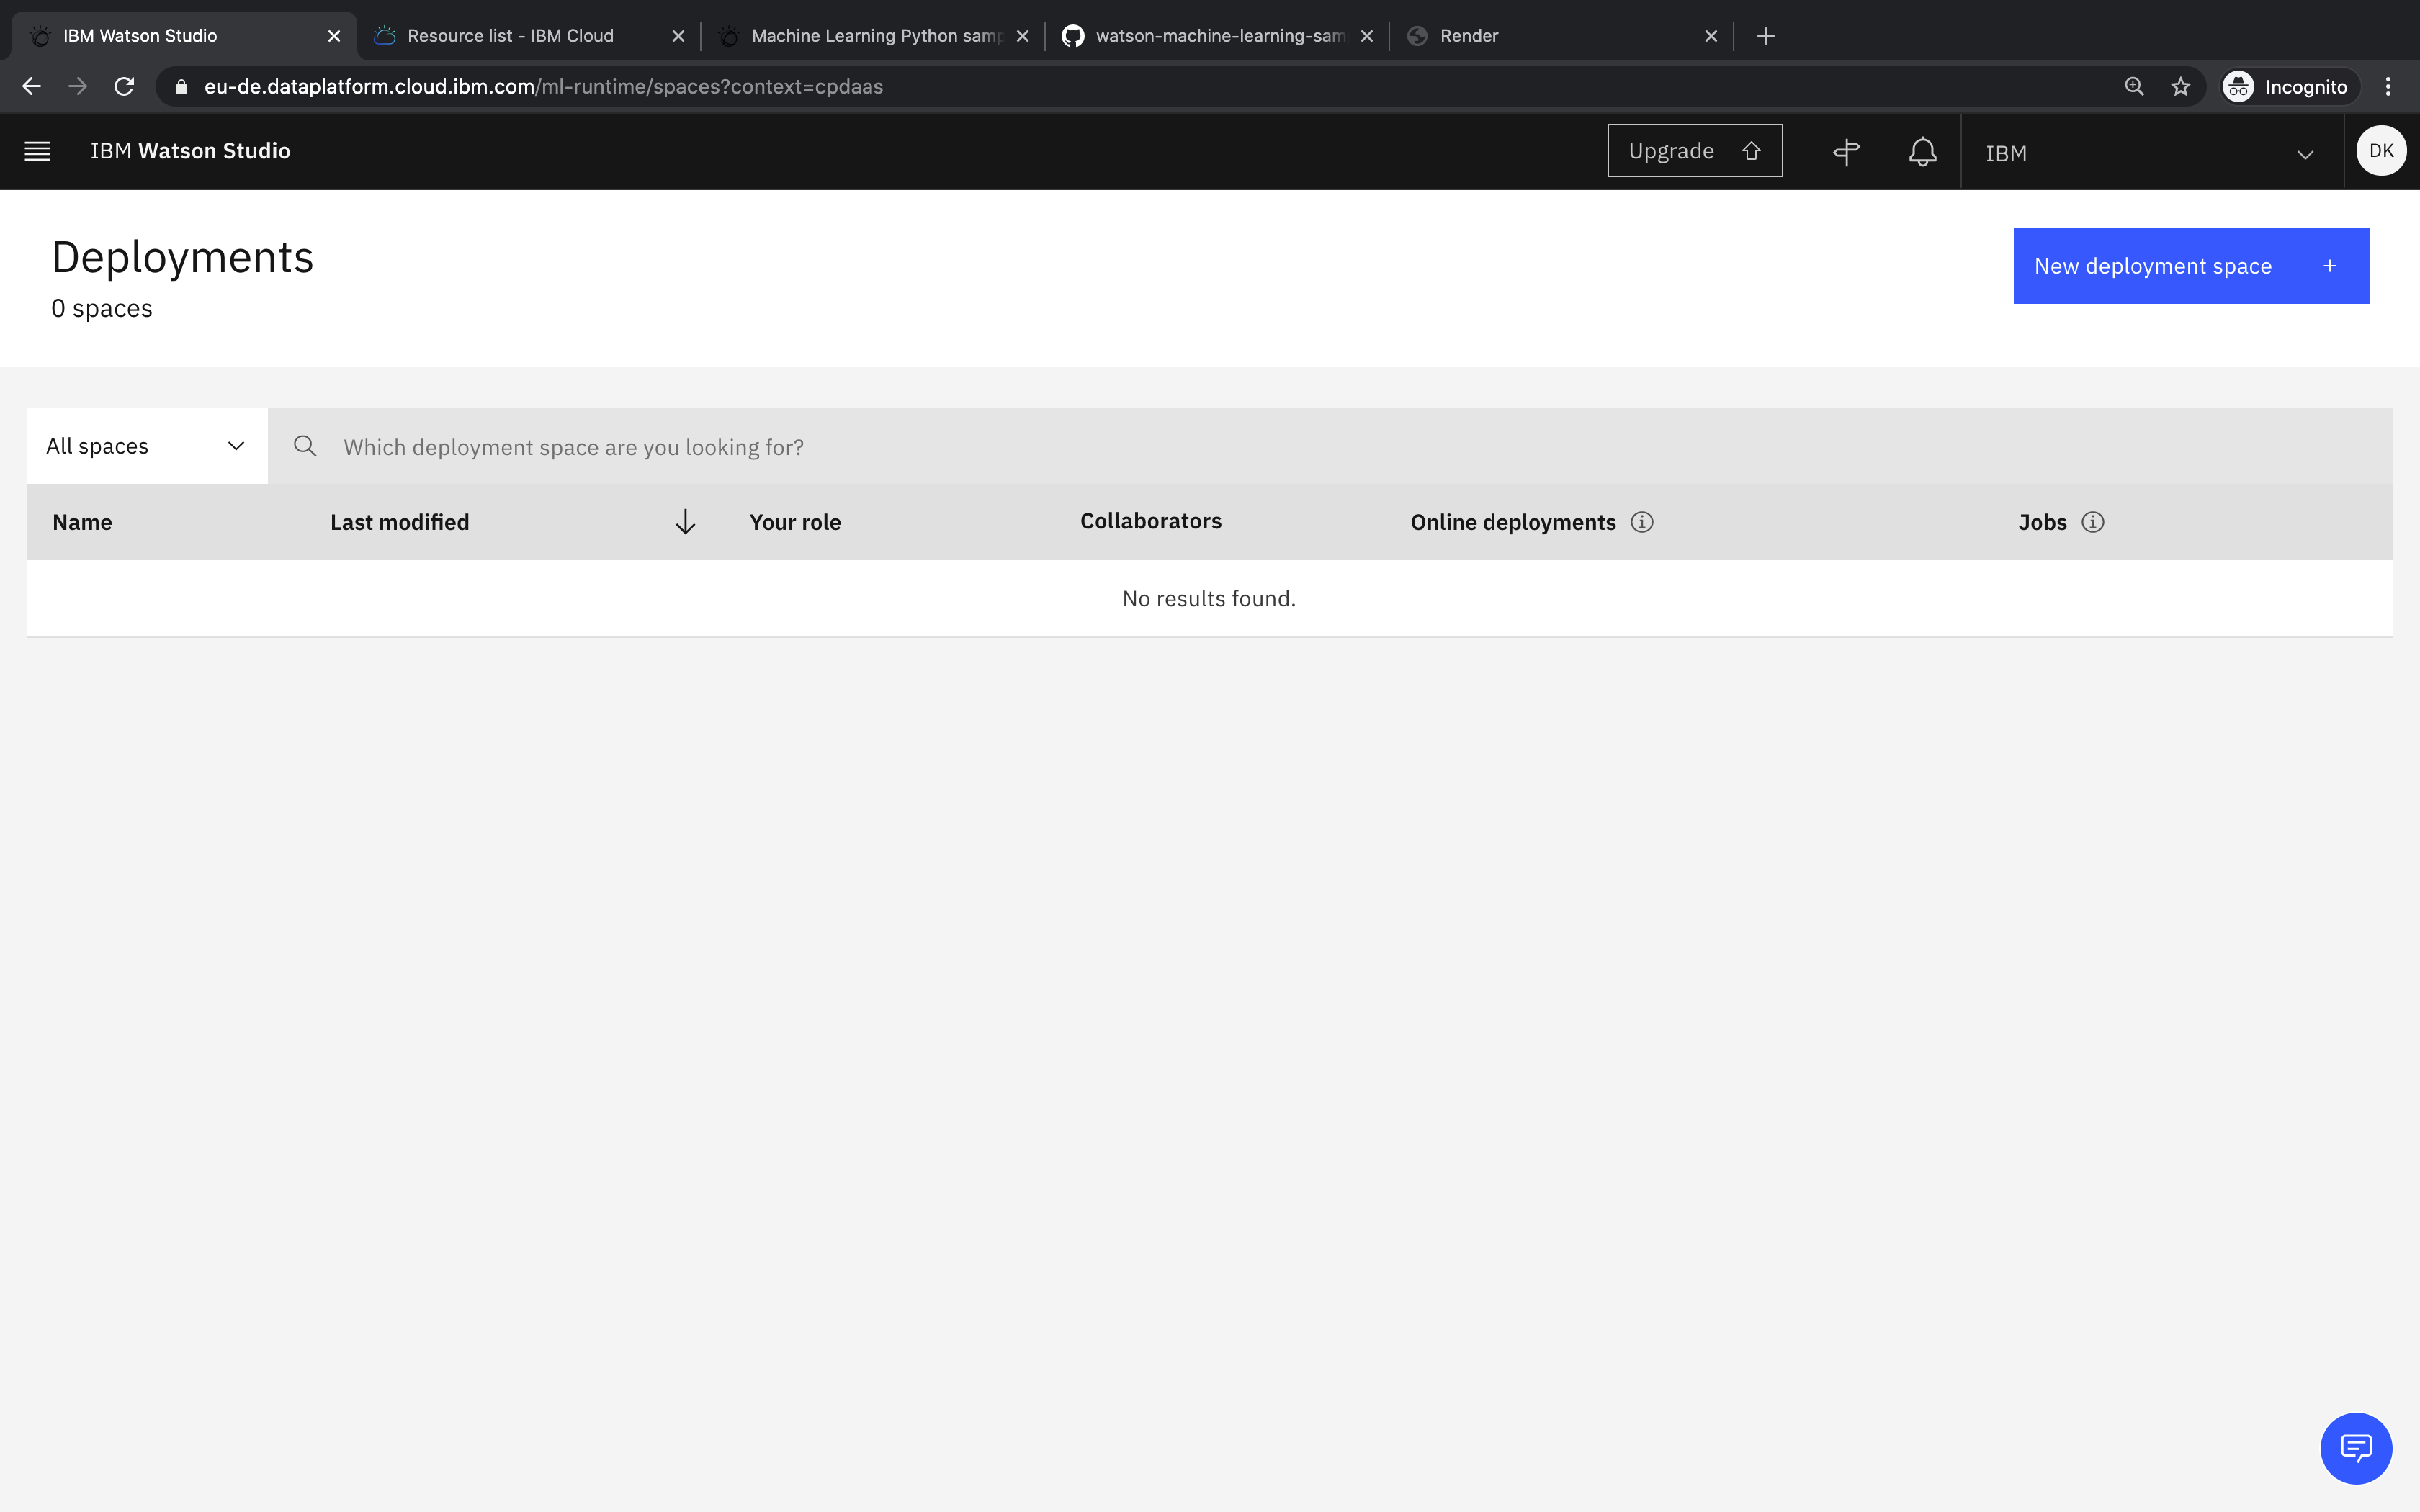 IBM Watson Studio
Resource list - IBM Cloud
Machine Learning Python samp
watson-machine-learning-sam
Render
eu-de.dataplatform.cloud.ibm.com/ml-runtime/spaces?context=cpdaas
Incognito
IBM Watson Studio
Upgrade
IBM
DK
Deployments
0 spaces
New deployment space +
All spaces
Which deployment space are you looking for?
Name Last modified Your role Collaborators Online deployments Jobs
No results found.